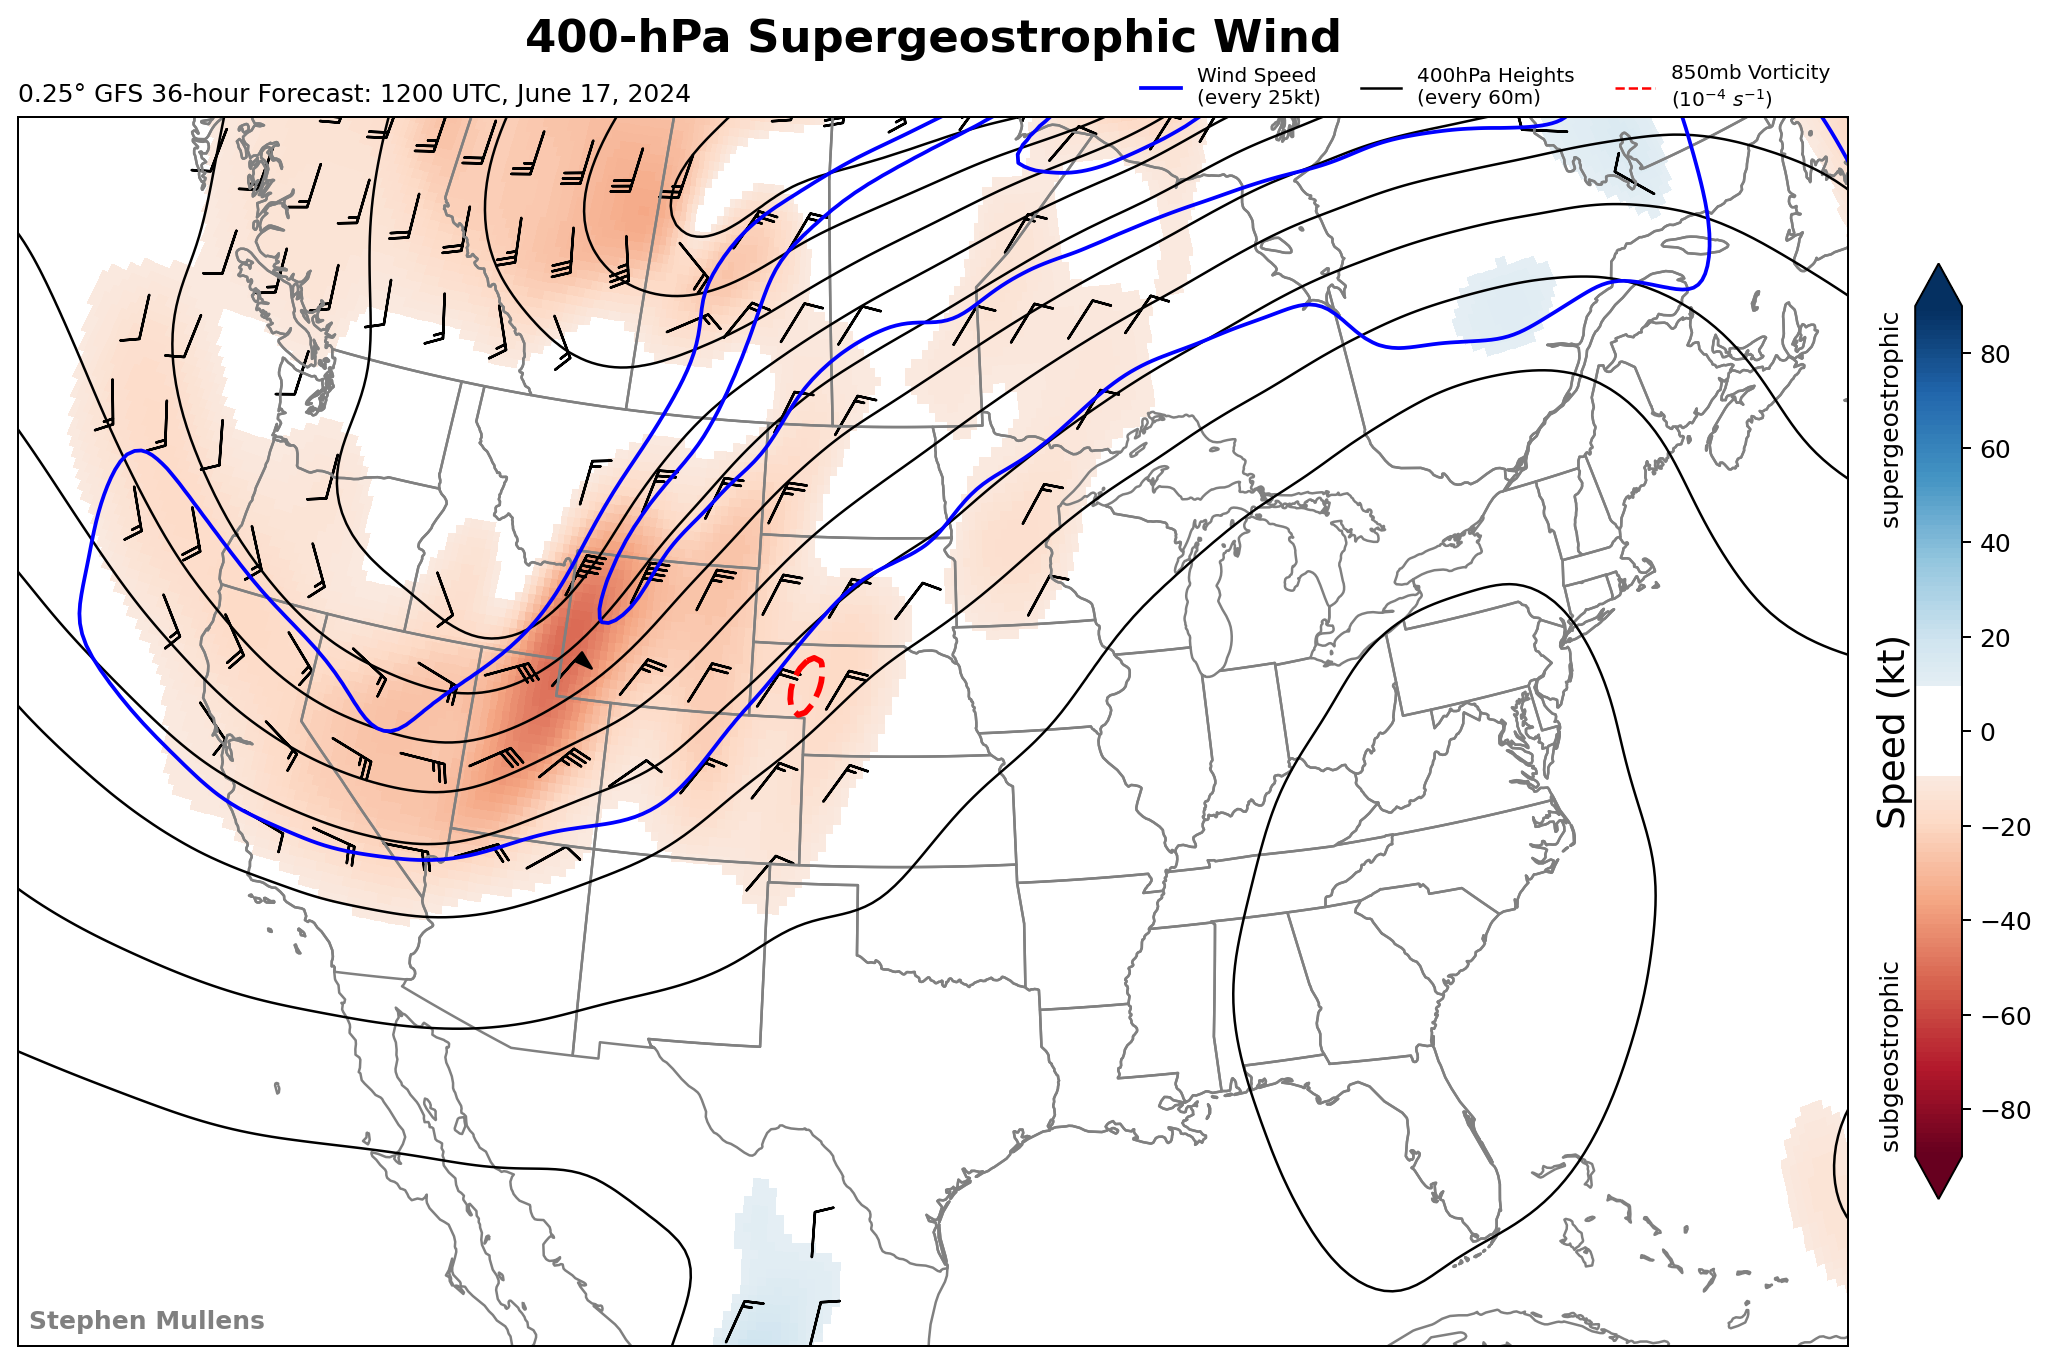 400-hPa Supergeostrophic Wind
0.25° GFS 36-hour Forecast: 1200 UTC, June 17, 2024
Wind Speed
(every 25kt)
400hPa Heights
(every 60m)
850mb Vorticity
(10⁻⁴ s⁻¹)
supergeostrophic
Speed (kt)
subgeostrophic
80
60
40
20
0
−20
−40
−60
−80
Stephen Mullens